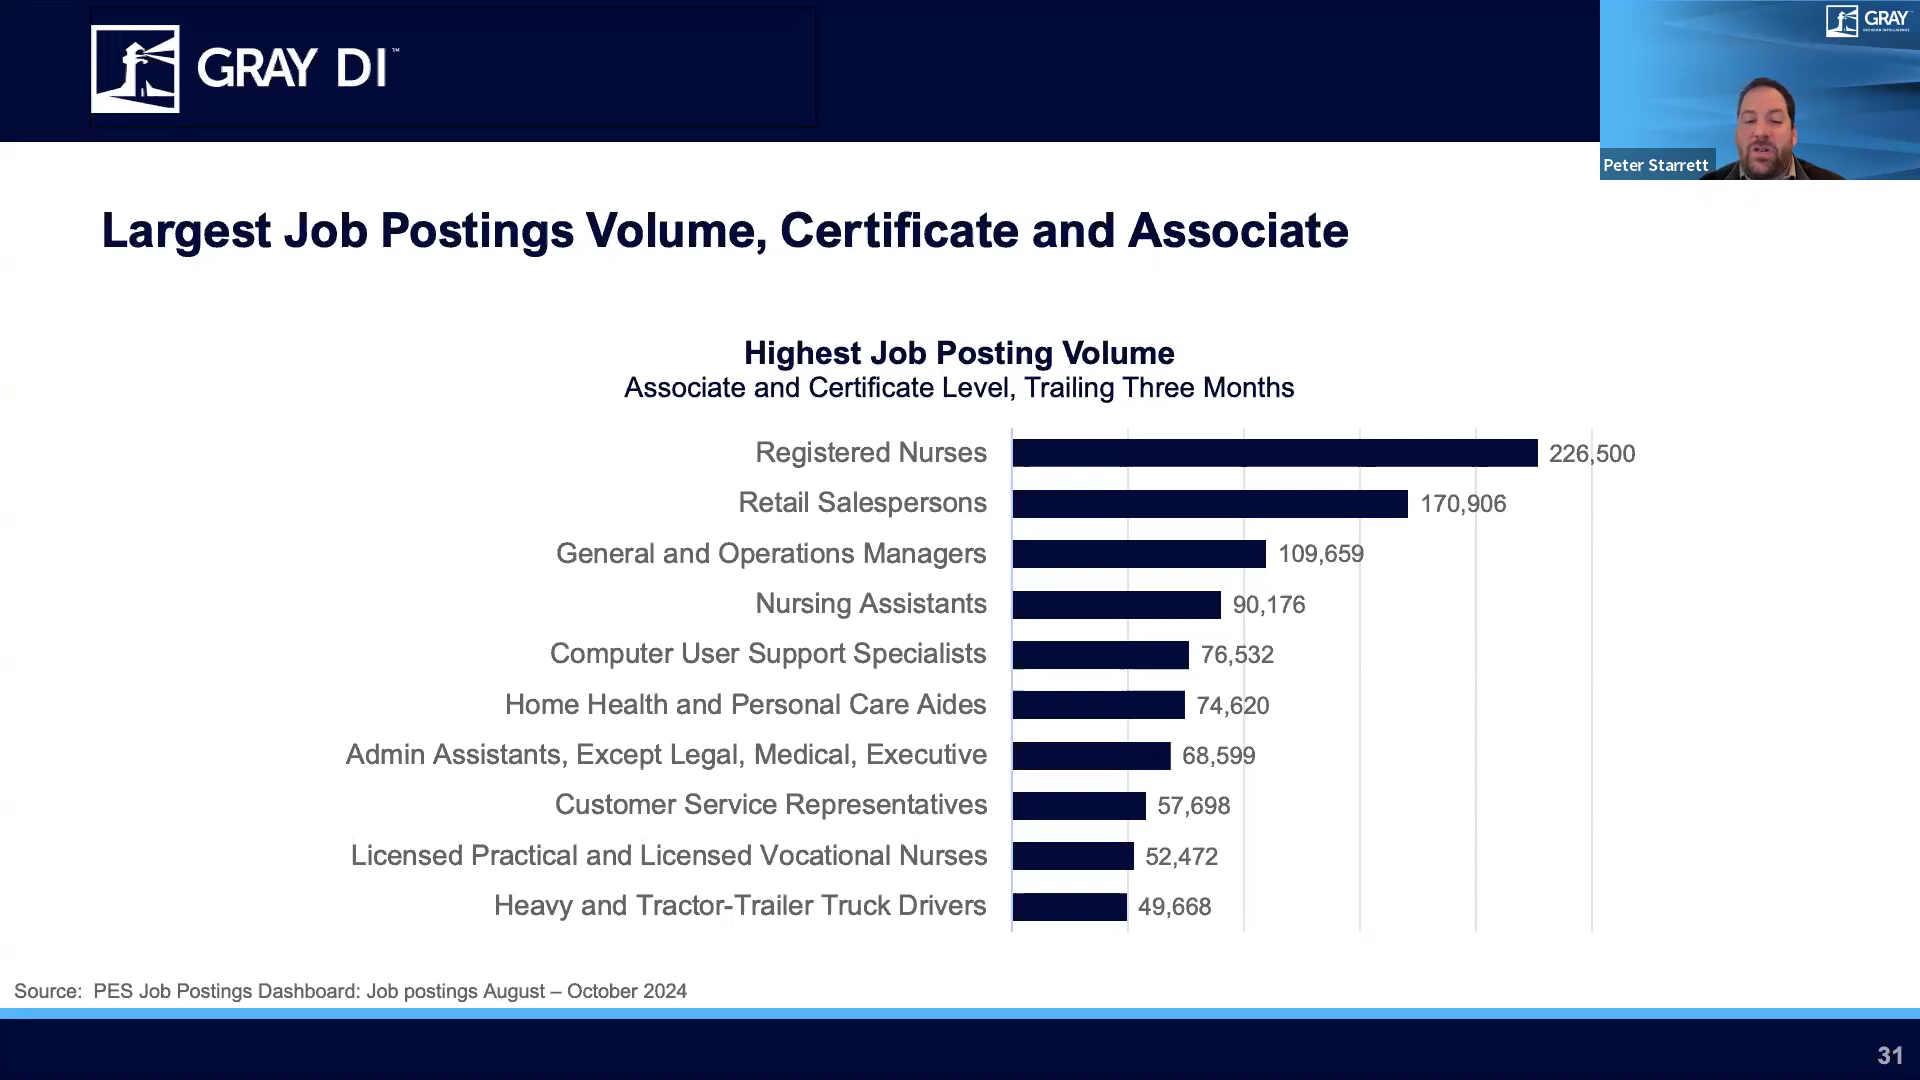 GRAY DI™
GRAY
Peter Starrett
Largest Job Postings Volume, Certificate and Associate
Highest Job Posting Volume
Associate and Certificate Level, Trailing Three Months
Registered Nurses 226,500
Retail Salespersons 170,906
General and Operations Managers 109,659
Nursing Assistants 90,176
Computer User Support Specialists 76,532
Home Health and Personal Care Aides 74,620
Admin Assistants, Except Legal, Medical, Executive 68,599
Customer Service Representatives 57,698
Licensed Practical and Licensed Vocational Nurses 52,472
Heavy and Tractor-Trailer Truck Drivers 49,668
Source: PES Job Postings Dashboard: Job postings August – October 2024
31